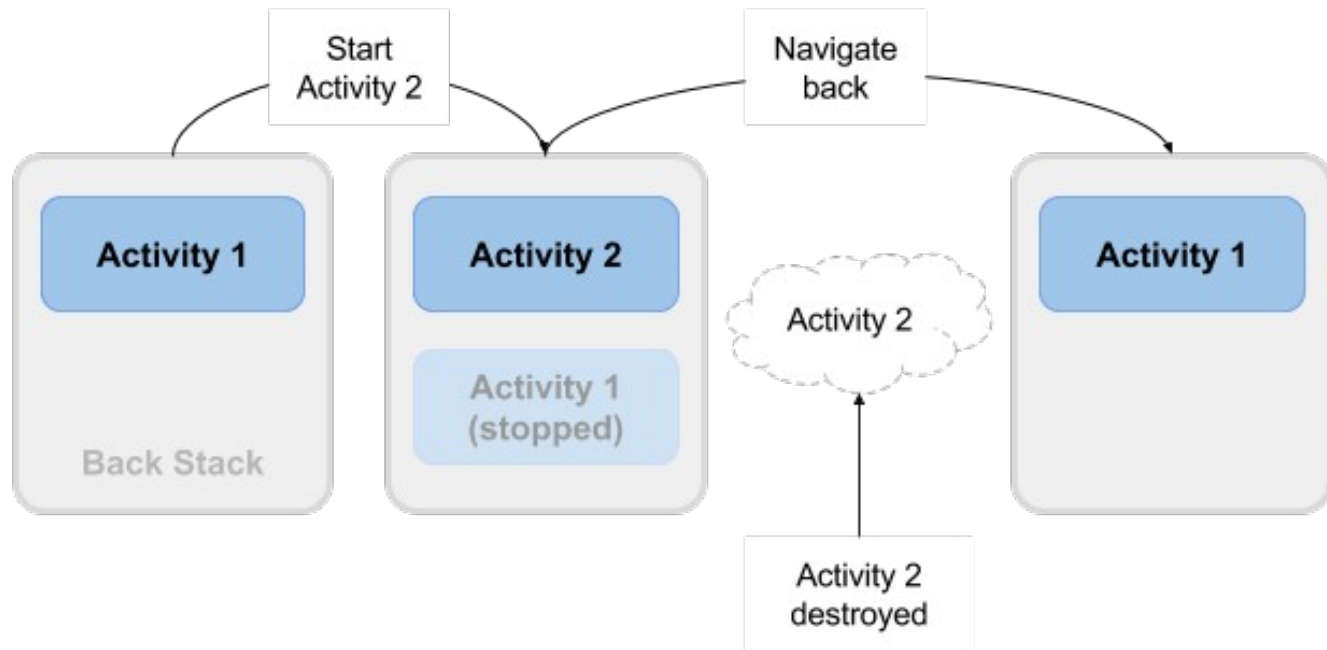 Start
Activity 2
Navigate
back
Activity 1
Back Stack
Activity 2
Activity 1
(stopped)
Activity 2
Activity 2
destroyed
Activity 1